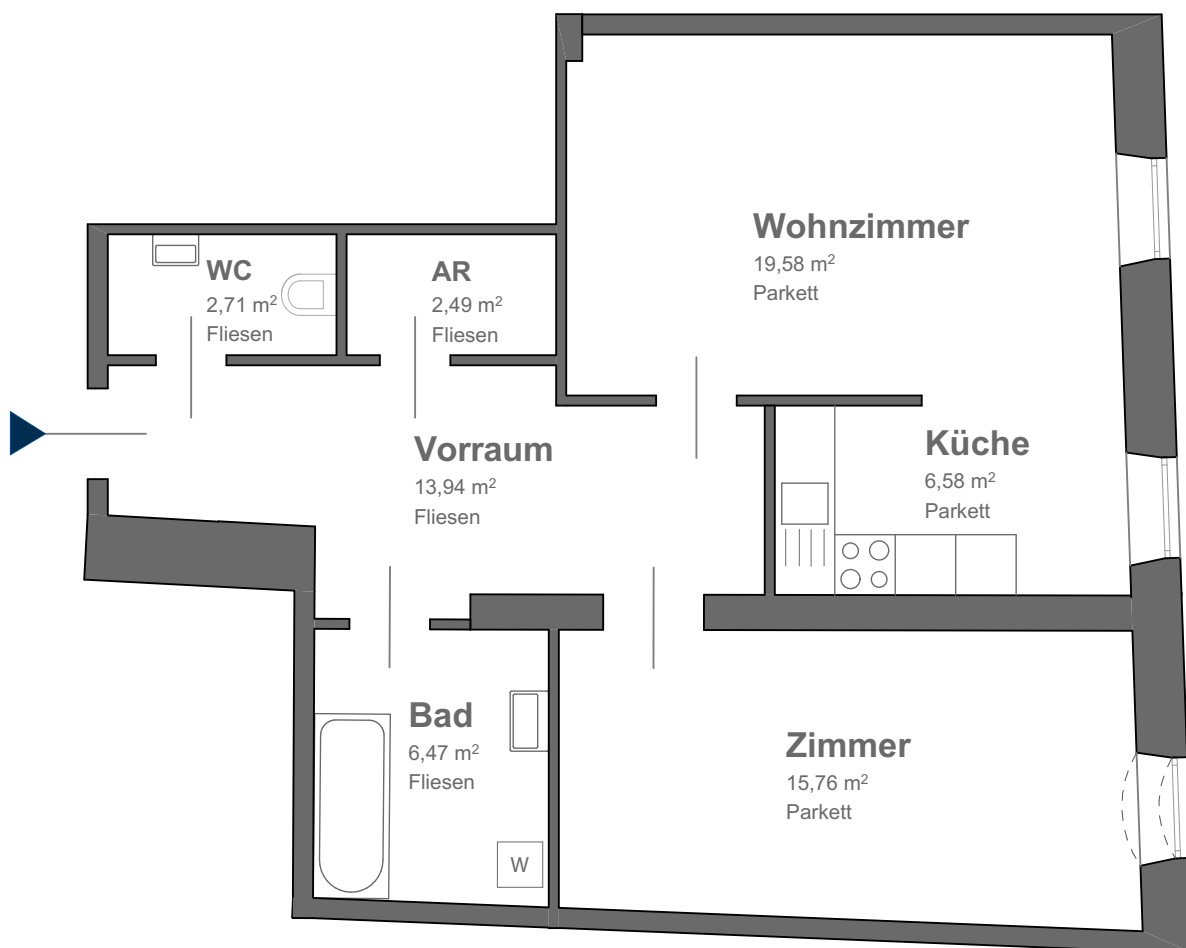 Wohnzimmer
19,58 m²
Parkett
WC
2,71 m²
Fliesen
AR
2,49 m²
Fliesen
Vorraum
13,94 m²
Fliesen
Küche
6,58 m²
Parkett
Bad
6,47 m²
Fliesen
W
Zimmer
15,76 m²
Parkett